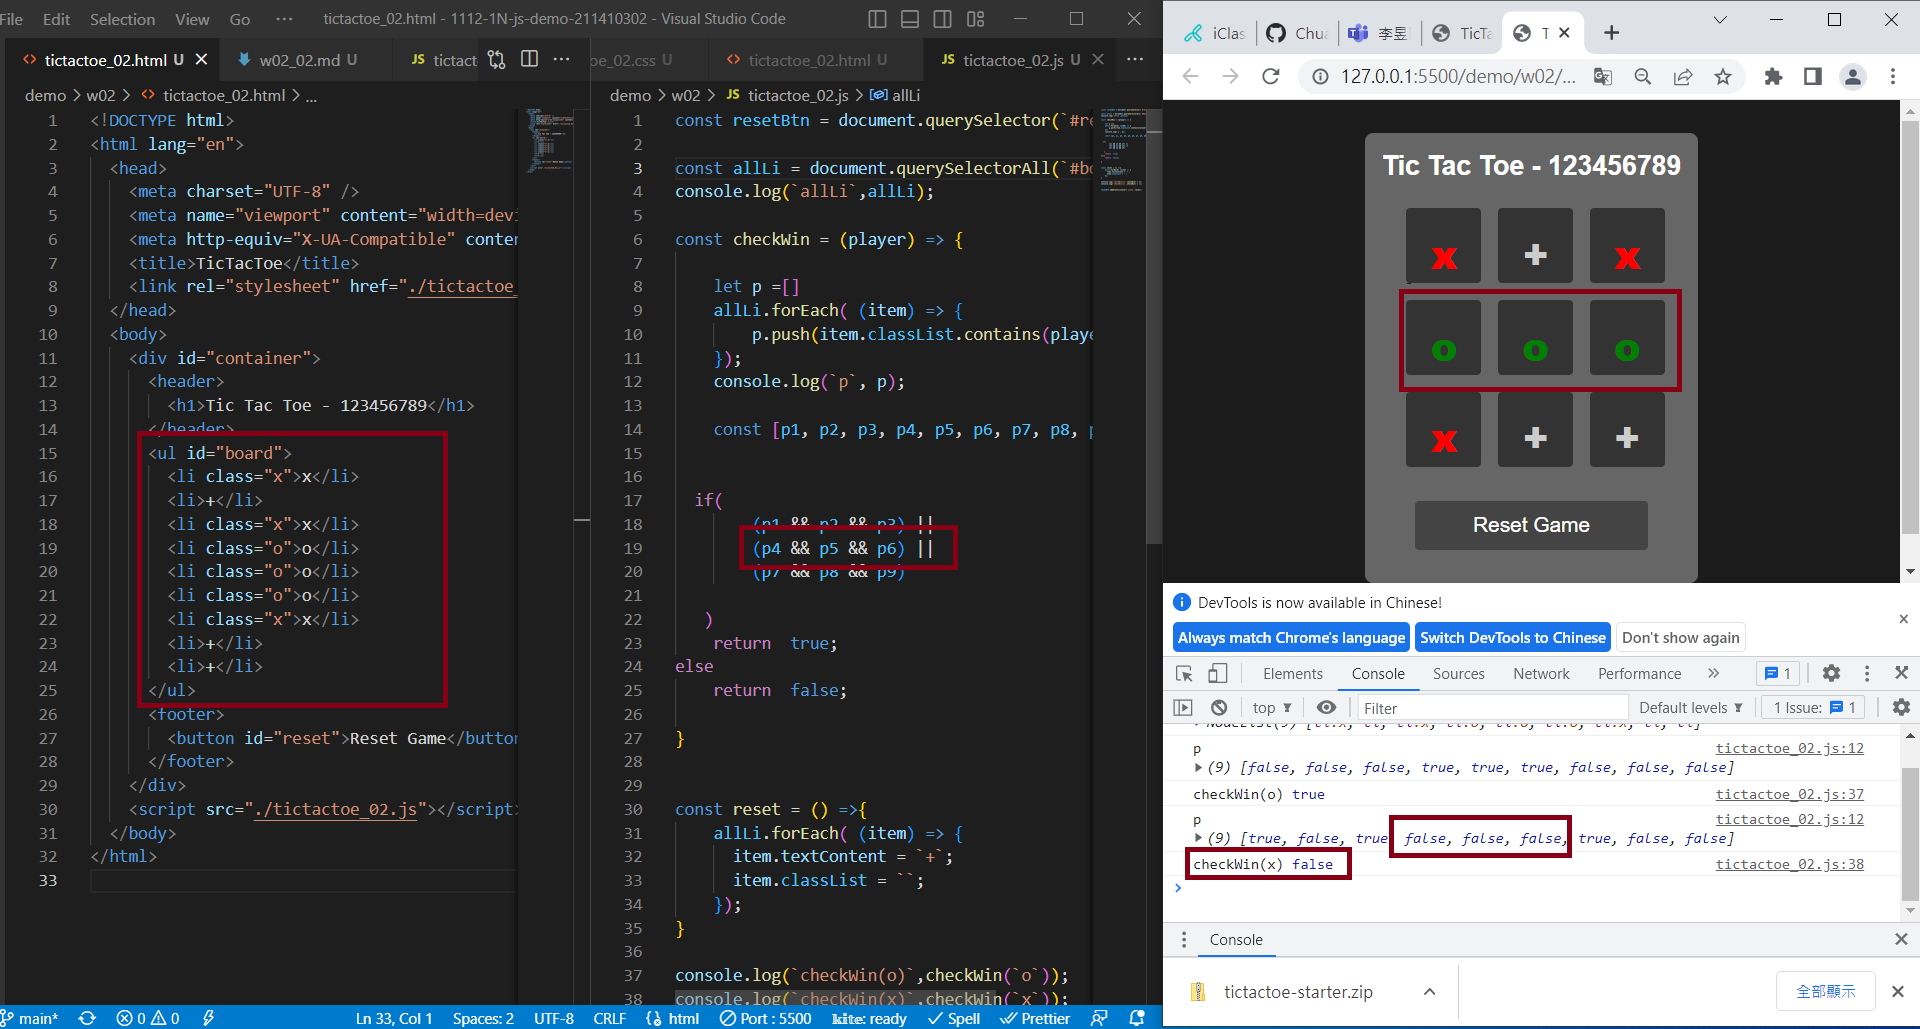 File Edit Selection View Go ··· tictactoe_02.html - 1112-1N-js-demo-211410302 - Visual Studio Code
tictactoe_02.html U
w02_02.md U
JS tictact
oe_02.css U
tictactoe_02.html U
JS tictactoe_02.js U
demo > w02 > tictactoe_02.html > ...
1 <!DOCTYPE html>
2 <html lang="en">
3 <head>
4 <meta charset="UTF-8" />
5 <meta name="viewport" content="width=devi
6 <meta http-equiv="X-UA-Compatible" conten
7 <title>TicTacToe</title>
8 <link rel="stylesheet" href="./tictactoe_
9 </head>
10 <body>
11 <div id="container">
12 <header>
13 <h1>Tic Tac Toe - 123456789</h1>
14 </header>
15 <ul id="board">
16 <li class="x">x</li>
17 <li>+</li>
18 <li class="x">x</li>
19 <li class="o">o</li>
20 <li class="o">o</li>
21 <li class="o">o</li>
22 <li class="x">x</li>
23 <li>+</li>
24 <li>+</li>
25 </ul>
26 <footer>
27 <button id="reset">Reset Game</button
28 </footer>
29 </div>
30 <script src="./tictactoe_02.js"></script>
31 </body>
32 </html>
33
demo > w02 > JS tictactoe_02.js > allLi
1 const resetBtn = document.querySelector(`#re
2
3 const allLi = document.querySelectorAll(`#bo
4 console.log(`allLi`,allLi);
5
6 const checkWin = (player) => {
7
8 let p =[]
9 allLi.forEach( (item) => {
10 p.push(item.classList.contains(playe
11 });
12 console.log(`p`, p);
13
14 const [p1, p2, p3, p4, p5, p6, p7, p8, p
15
16
17 if(
18 (p1 && p2 && p3) ||
19 (p4 && p5 && p6) ||
20 (p7 && p8 && p9)
21
22 )
23 return true;
24 else
25 return false;
26
27 }
28
29
30 const reset = () =>{
31 allLi.forEach( (item) => {
32 item.textContent = `+`;
33 item.classList = ``;
34 });
35 }
36
37 console.log(`checkWin(o)`,checkWin(`o`));
38 console.log(`checkWin(x)`,checkWin(`x`));
main* 0 0 Ln 33, Col 1 Spaces: 2 UTF-8 CRLF html Port : 5500 kite: ready Spell Prettier
iClas Chua 李昱 TicTa T
127.0.0.1:5500/demo/w02/...
Tic Tac Toe - 123456789
x + x
o o o
x + +
Reset Game
DevTools is now available in Chinese!
Always match Chrome's language Switch DevTools to Chinese Don't show again
Elements Console Sources Network Performance » 1
top Filter Default levels 1 Issue: 1
NodeList(9) [li.x, li, li.x, li.o, li.o, li.o, li.x, li, li]
p tictactoe_02.js:12
(9) [false, false, false, true, true, true, false, false, false]
checkWin(o) true tictactoe_02.js:37
p tictactoe_02.js:12
(9) [true, false, true, false, false, false, true, false, false]
checkWin(x) false tictactoe_02.js:38
Console
tictactoe-starter.zip 全部顯示